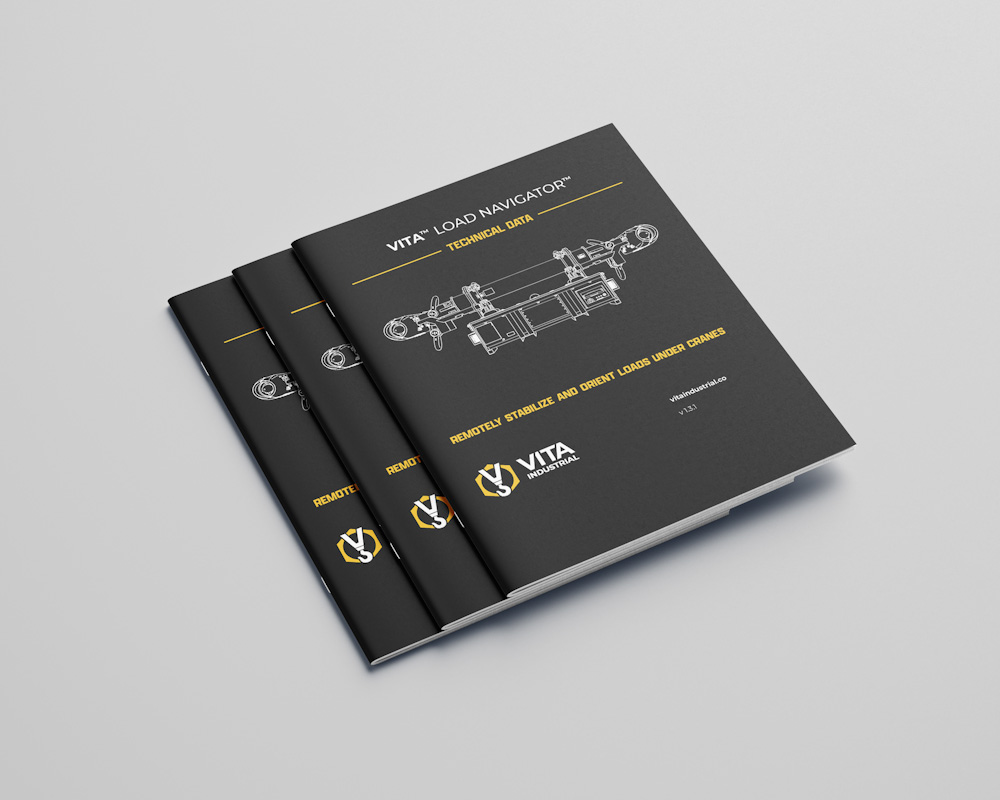 VITA™ LOAD NAVIGATOR™
TECHNICAL DATA
REMOTELY STABILIZE AND ORIENT LOADS UNDER CRANES
vitaindustrial.co
v 1.3.1
VITA
INDUSTRIAL
REMOT
REMOTE